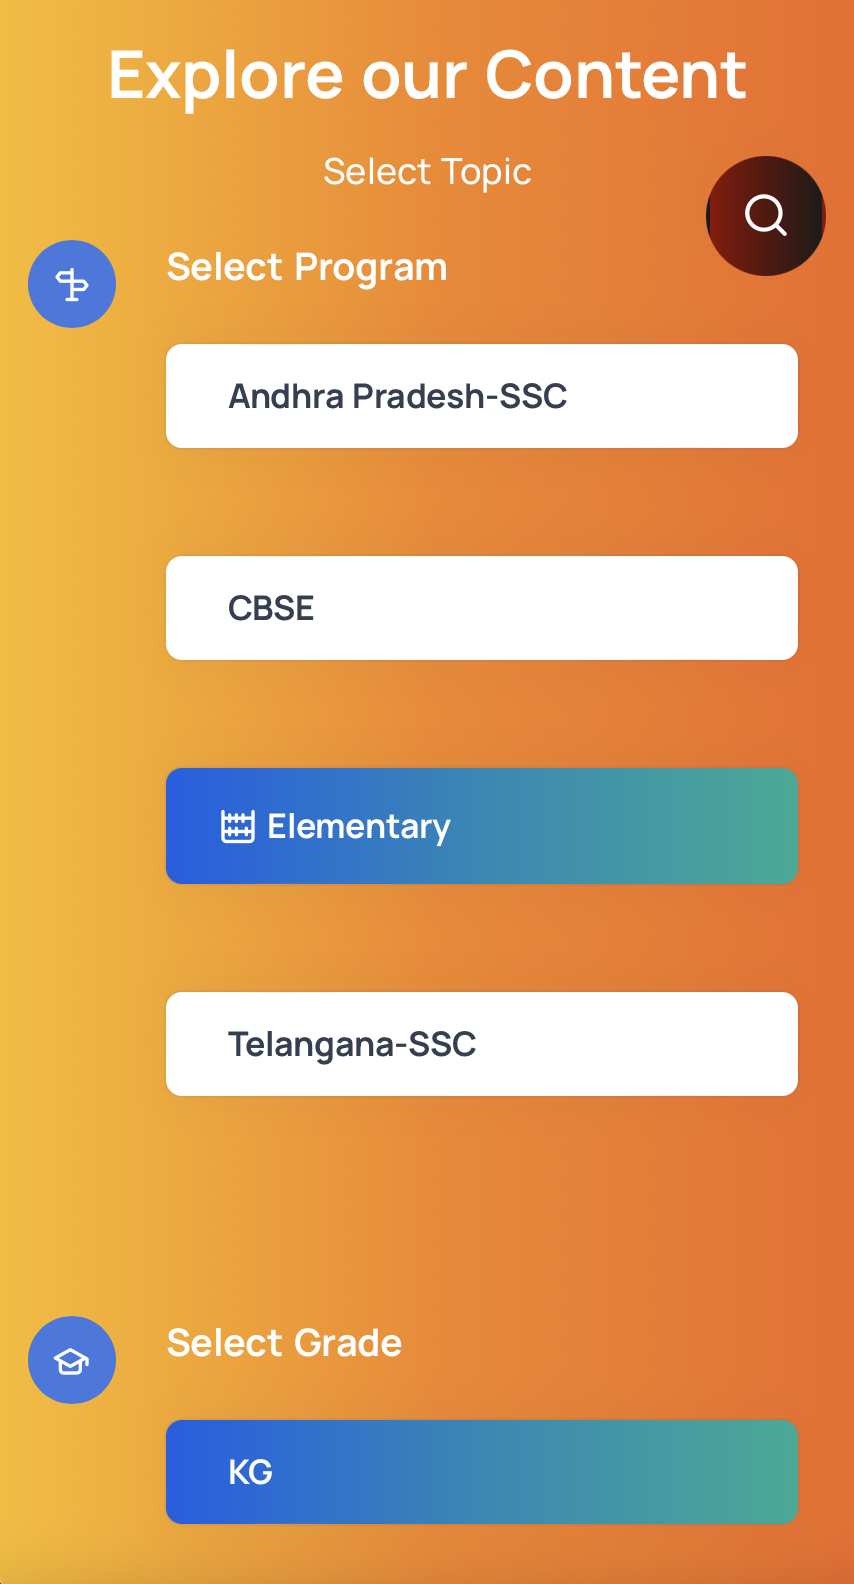 Explore our Content
Select Topic
Select Program
Andhra Pradesh-SSC
CBSE
Elementary
Telangana-SSC
Select Grade
KG